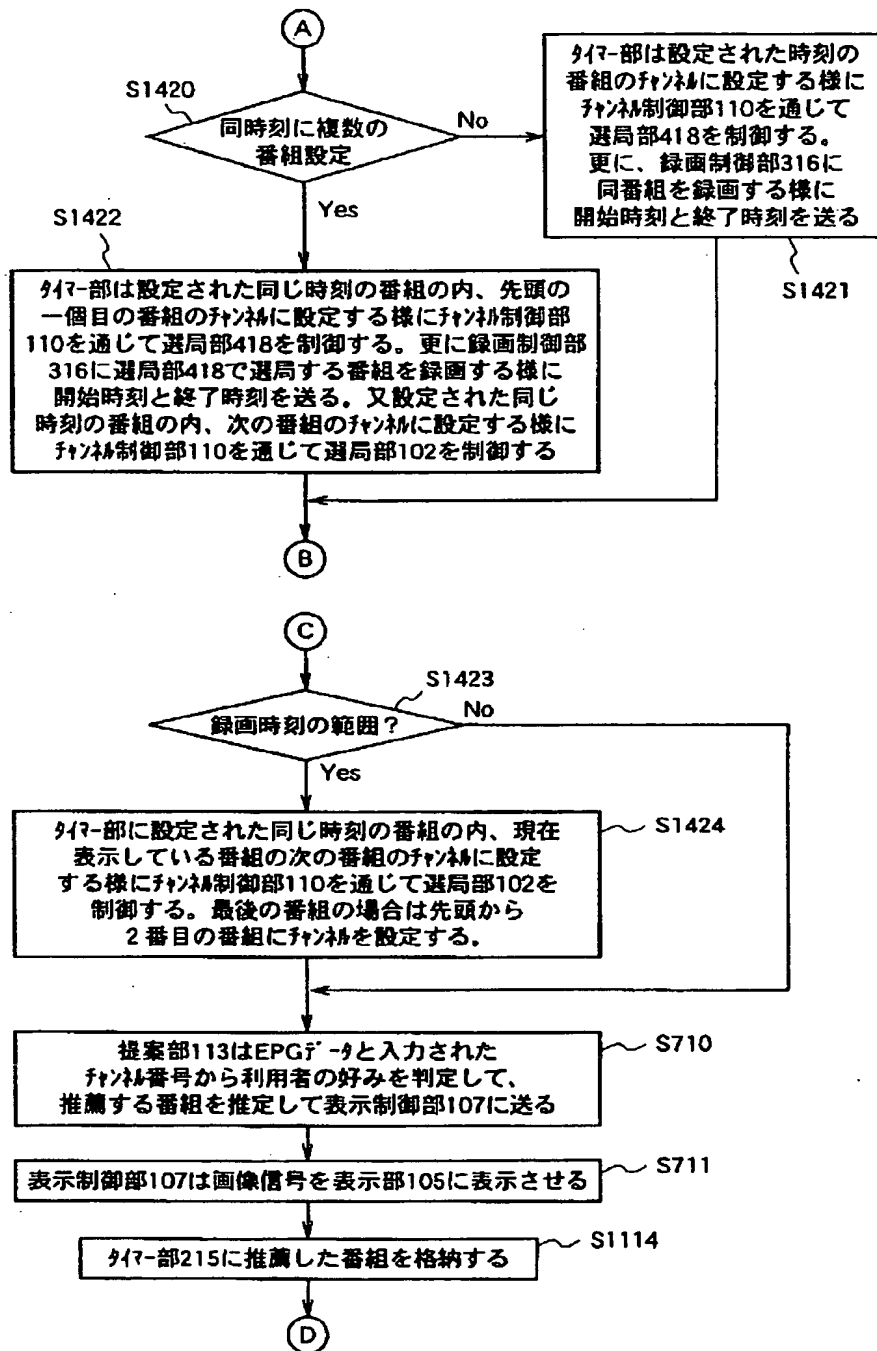 A
S1420
同時刻に複数の
番組設定
No
Yes
ﾀｲﾏｰ部は設定された時刻の
番組のﾁｬﾝﾈﾙに設定する様に
ﾁｬﾝﾈﾙ制御部110を通じて
選局部418を制御する。
更に、録画制御部316に
同番組を録画する様に
開始時刻と終了時刻を送る
S1421
S1422
ﾀｲﾏｰ部は設定された同じ時刻の番組の内、先頭の
一個目の番組のﾁｬﾝﾈﾙに設定する様にﾁｬﾝﾈﾙ制御部
110を通じて選局部418を制御する。更に録画制御部
316に選局部418で選局する番組を録画する様に
開始時刻と終了時刻を送る。又設定された同じ
時刻の番組の内、次の番組のﾁｬﾝﾈﾙに設定する様に
ﾁｬﾝﾈﾙ制御部110を通じて選局部102を制御する
B
C
S1423
録画時刻の範囲？
No
Yes
ﾀｲﾏｰ部に設定された同じ時刻の番組の内、現在
表示している番組の次の番組のﾁｬﾝﾈﾙに設定
する様にﾁｬﾝﾈﾙ制御部110を通じて選局部102を
制御する。最後の番組の場合は先頭から
２番目の番組にﾁｬﾝﾈﾙを設定する。
S1424
提案部113はEPGﾃﾞｰﾀと入力された
ﾁｬﾝﾈﾙ番号から利用者の好みを判定して、
推薦する番組を推定して表示制御部107に送る
S710
表示制御部107は画像信号を表示部105に表示させる
S711
ﾀｲﾏｰ部215に推薦した番組を格納する
S1114
D